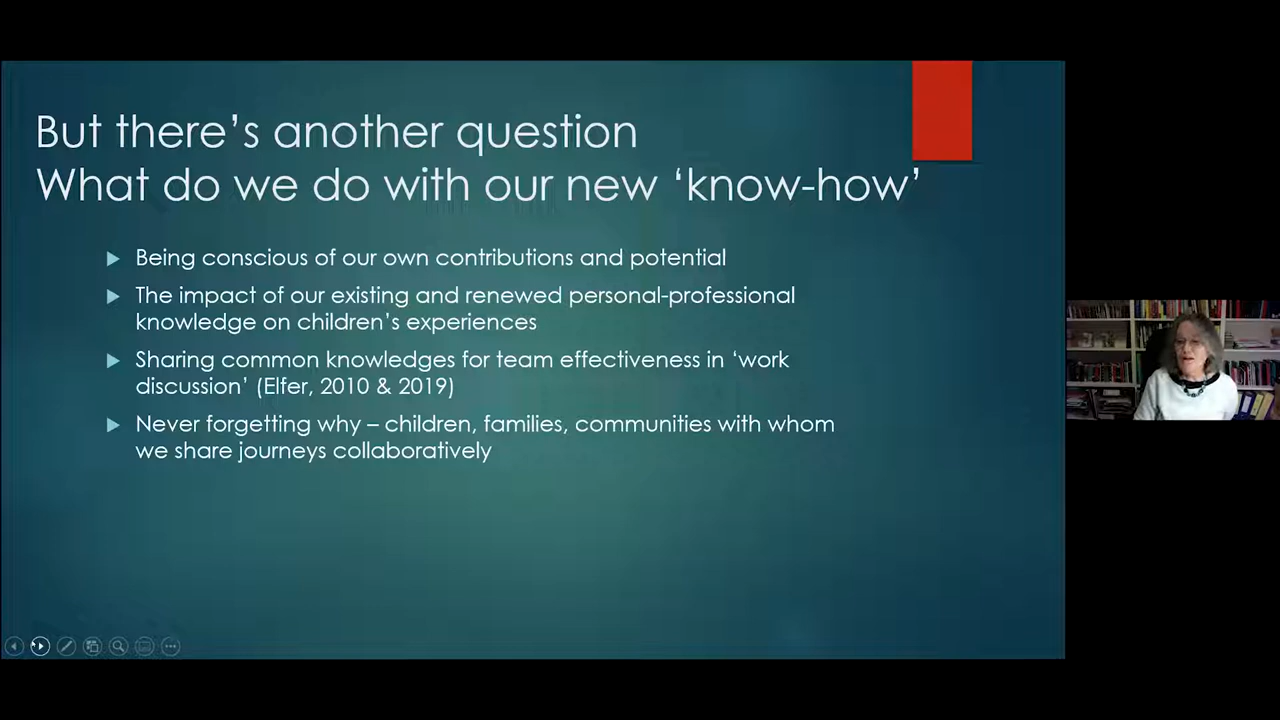 But there’s another question
What do we do with our new ‘know-how’
Being conscious of our own contributions and potential
The impact of our existing and renewed personal-professional
knowledge on children’s experiences
Sharing common knowledges for team effectiveness in ‘work
discussion’ (Elfer, 2010 & 2019)
Never forgetting why – children, families, communities with whom
we share journeys collaboratively